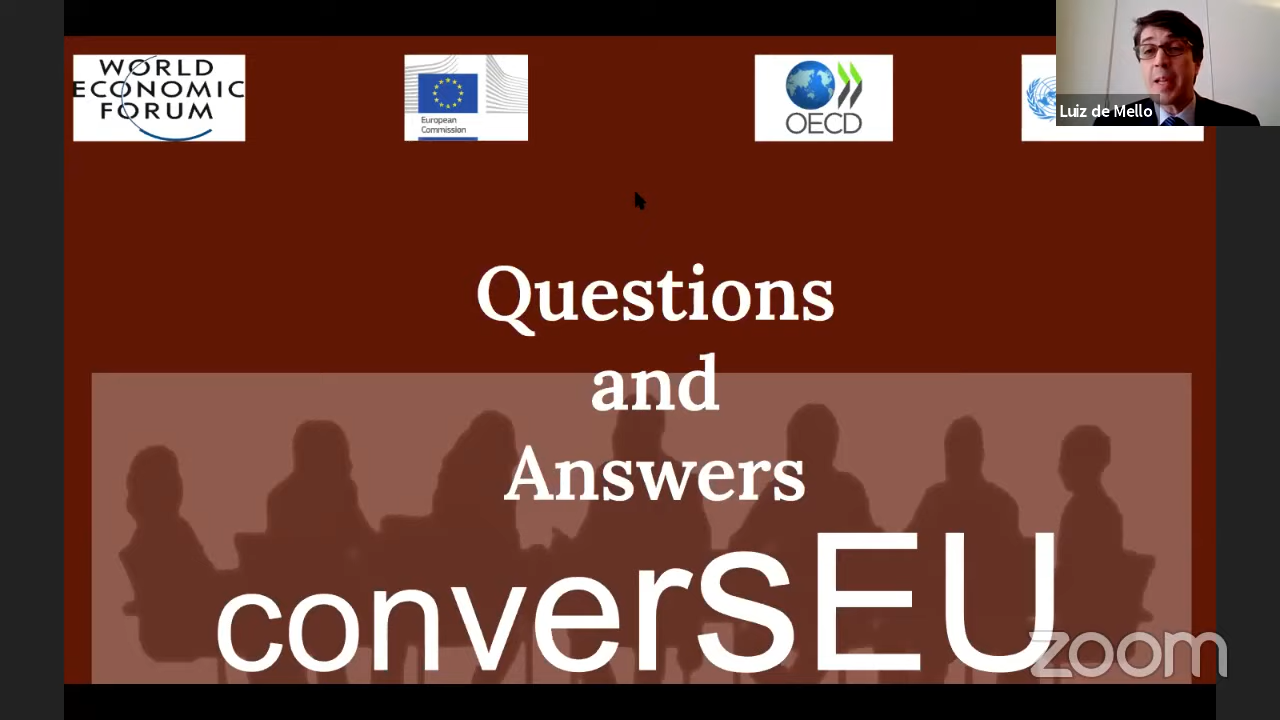 WORLD
ECONOMIC
FORUM
European
Commission
OECD
Luiz de Mello
Questions
and
Answers
conversEU
zoom